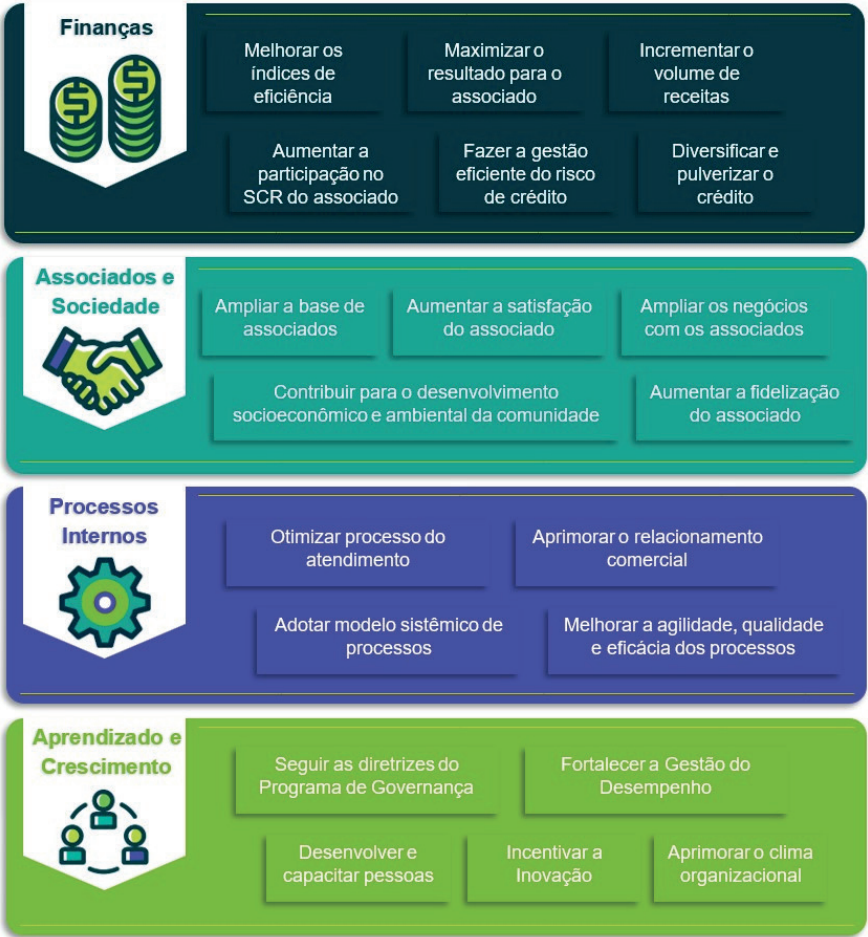 Finanças
Melhorar os
índices de
eficiência
Maximizar o
resultado para o
associado
Incrementar o
volume de
receitas
Aumentar a
participação no
SCR do associado
Fazer a gestão
eficiente do risco
de crédito
Diversificar e
pulverizar o
crédito
Associados e
Sociedade
Ampliar a base de
associados
Aumentar a satisfação
do associado
Ampliar os negócios
com os associados
Contribuir para o desenvolvimento
socioeconômico e ambiental da comunidade
Aumentar a fidelização
do associado
Processos
Internos
Otimizar processo do
atendimento
Aprimorar o relacionamento
comercial
Adotar modelo sistêmico de
processos
Melhorar a agilidade, qualidade
e eficácia dos processos
Aprendizado e
Crescimento
Seguir as diretrizes do
Programa de Governança
Fortalecer a Gestão do
Desempenho
Desenvolver e
capacitar pessoas
Incentivar a
Inovação
Aprimorar o clima
organizacional